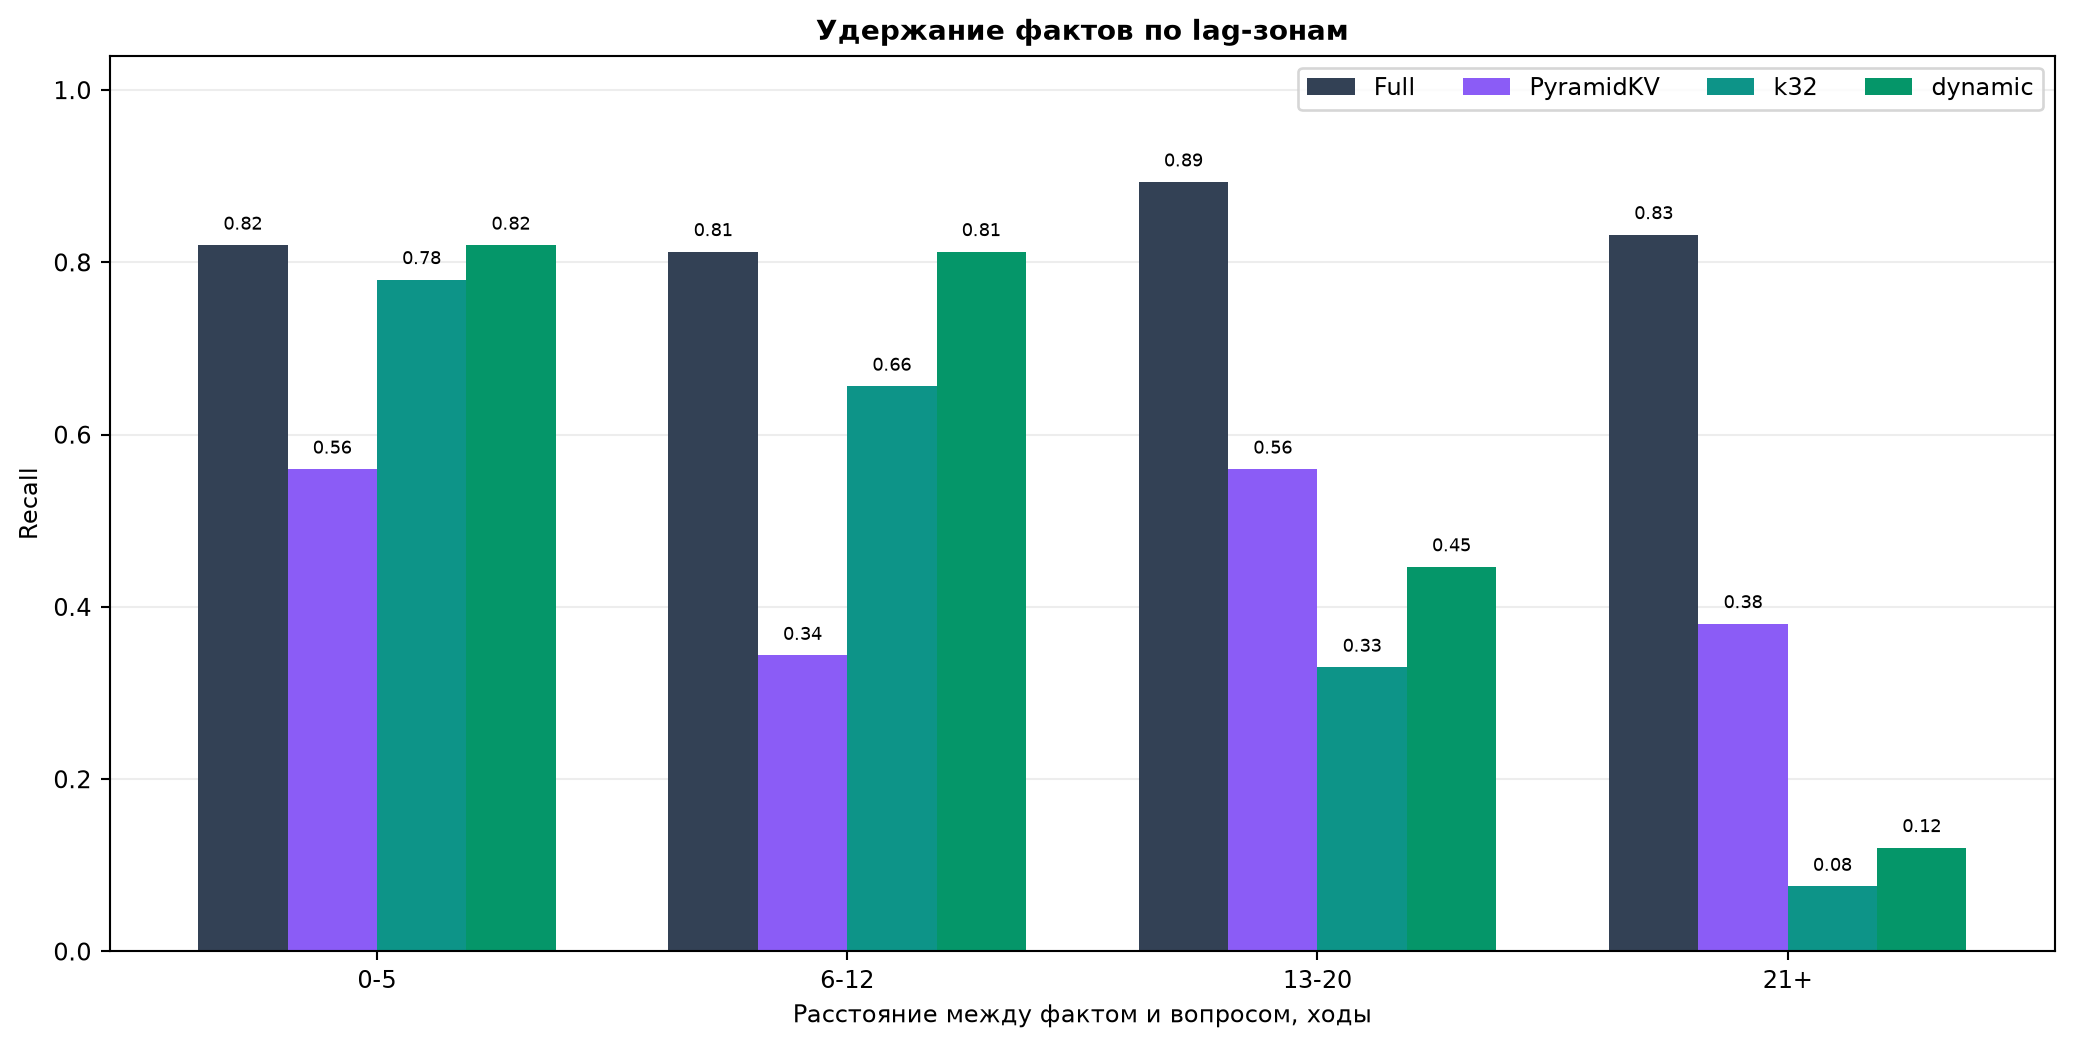 Удержание фактов по lag-зонам
Full PyramidKV k32 dynamic
Recall
1.0
0.8
0.6
0.4
0.2
0.0
0.82 0.56 0.78 0.82
0.81 0.34 0.66 0.81
0.89 0.56 0.33 0.45
0.83 0.38 0.08 0.12
0-5 6-12 13-20 21+
Расстояние между фактом и вопросом, ходы